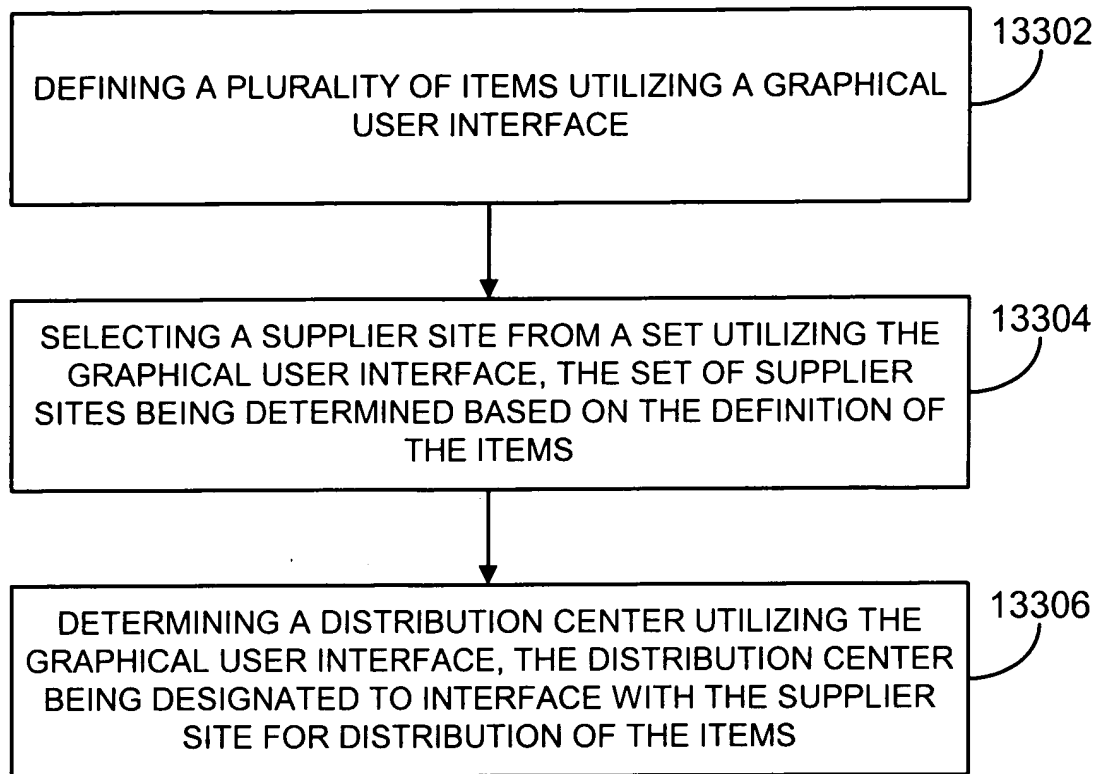 13302
DEFINING A PLURALITY OF ITEMS UTILIZING A GRAPHICAL
USER INTERFACE
13304
SELECTING A SUPPLIER SITE FROM A SET UTILIZING THE
GRAPHICAL USER INTERFACE, THE SET OF SUPPLIER
SITES BEING DETERMINED BASED ON THE DEFINITION OF
THE ITEMS
13306
DETERMINING A DISTRIBUTION CENTER UTILIZING THE
GRAPHICAL USER INTERFACE, THE DISTRIBUTION CENTER
BEING DESIGNATED TO INTERFACE WITH THE SUPPLIER
SITE FOR DISTRIBUTION OF THE ITEMS